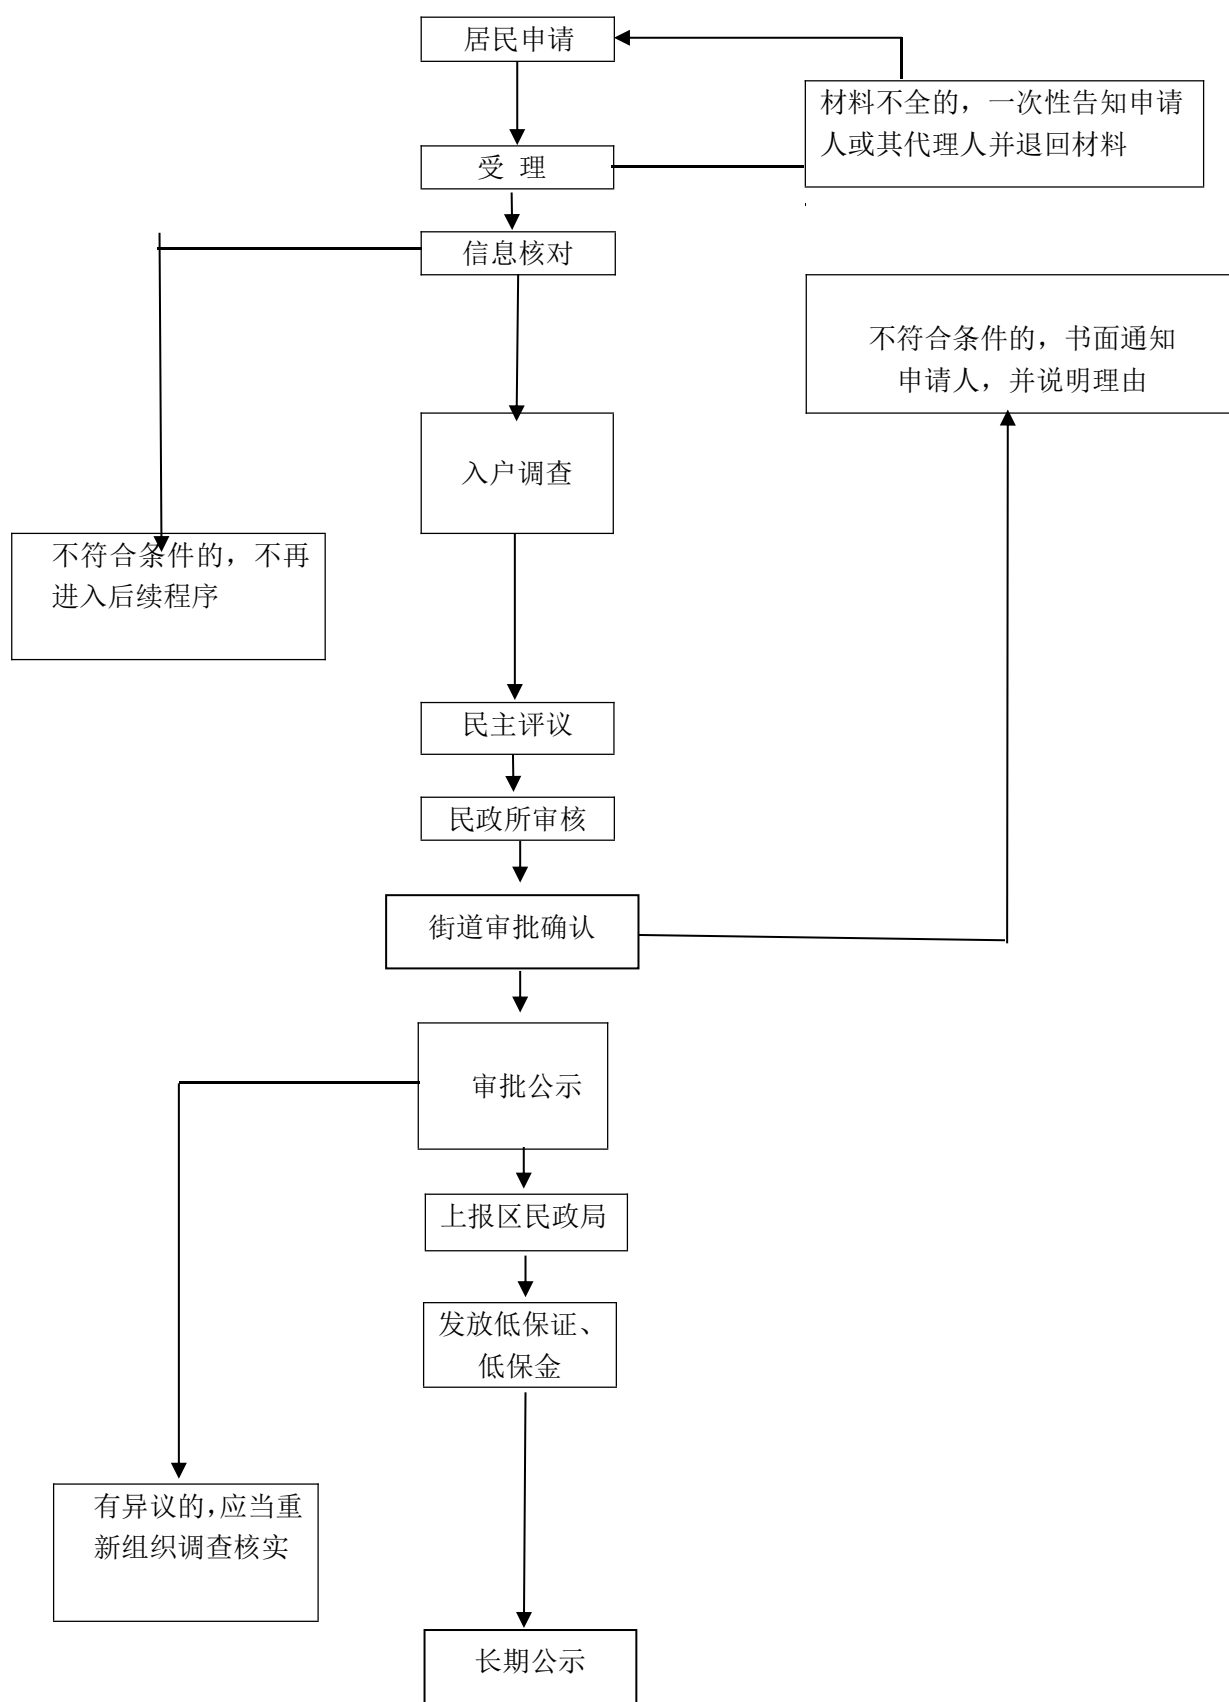 居民申请
材料不全的，一次性告知申请
人或其代理人并退回材料
受 理
信息核对
不符合条件的，书面通知
申请人，并说明理由
入户调查
不符合条件的，不再
进入后续程序
民主评议
民政所审核
街道审批确认
审批公示
上报区民政局
发放低保证、
低保金
有异议的，应当重
新组织调查核实
长期公示